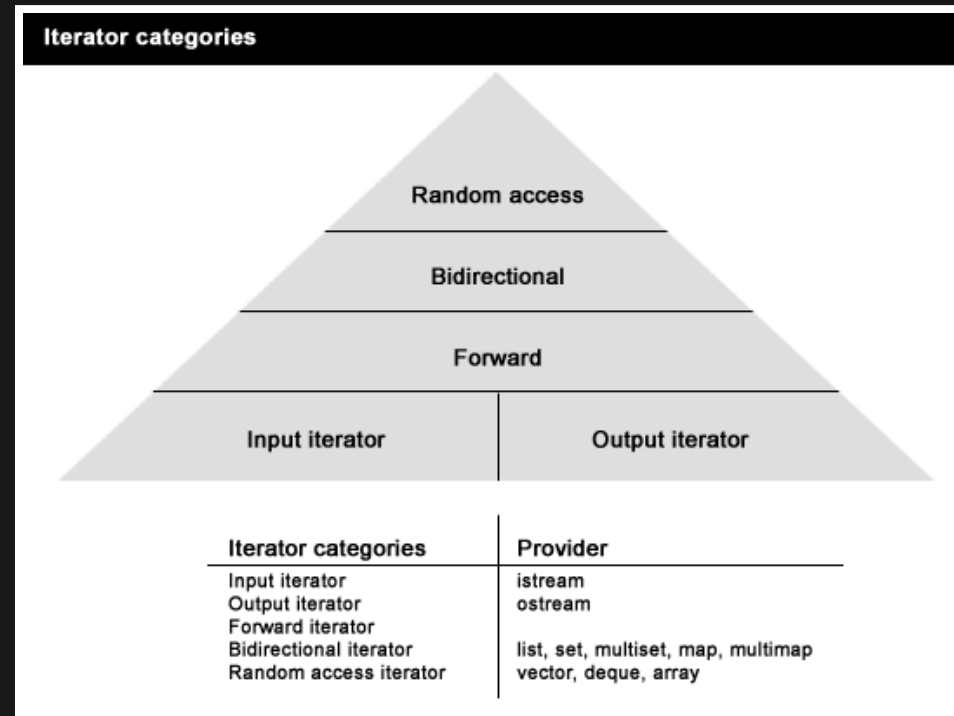 Iterator categories
Random access
Bidirectional
Forward
Input iterator Output iterator
Iterator categories Provider
Input iterator istream
Output iterator ostream
Forward iterator
Bidirectional iterator list, set, multiset, map, multimap
Random access iterator vector, deque, array